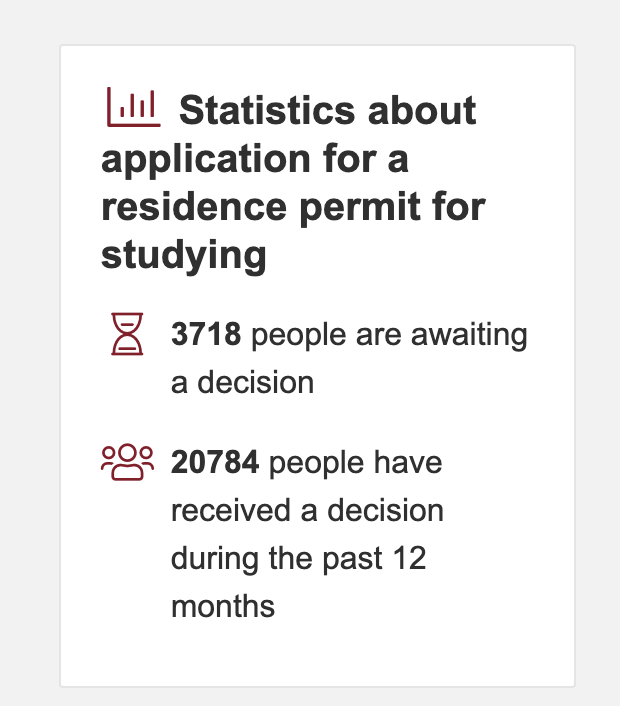 Statistics about
application for a
residence permit for
studying
3718 people are awaiting
a decision
20784 people have
received a decision
during the past 12
months